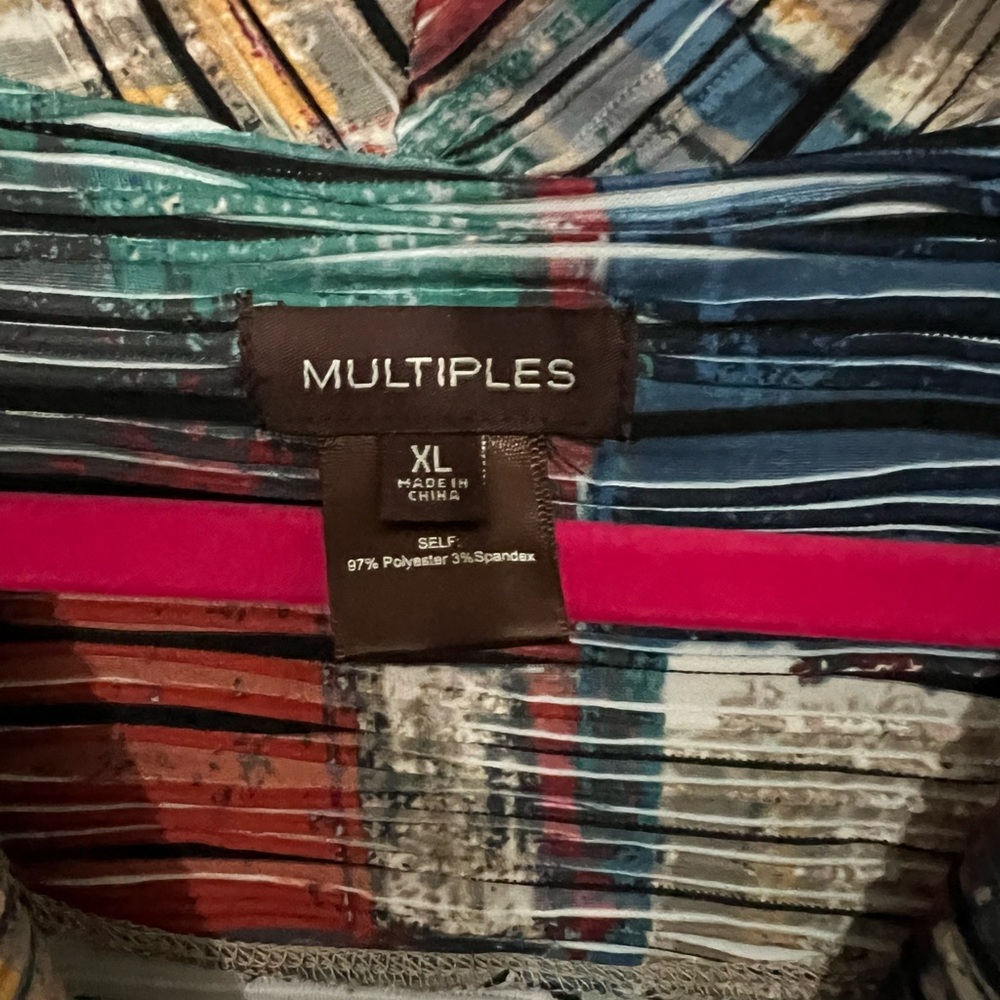 MULTIPLES
XL
MADE IN
CHINA
SELF:
97% Polyester 3%Spandex